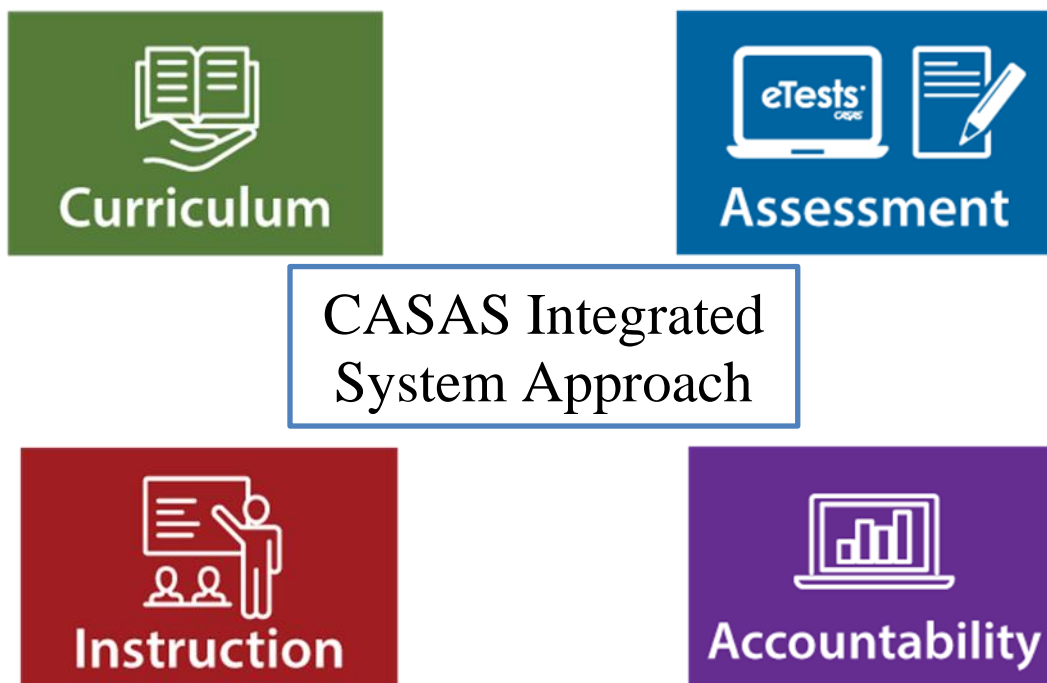 Curriculum
eTests
CASAS
Assessment
CASAS Integrated
System Approach
Instruction
Accountability